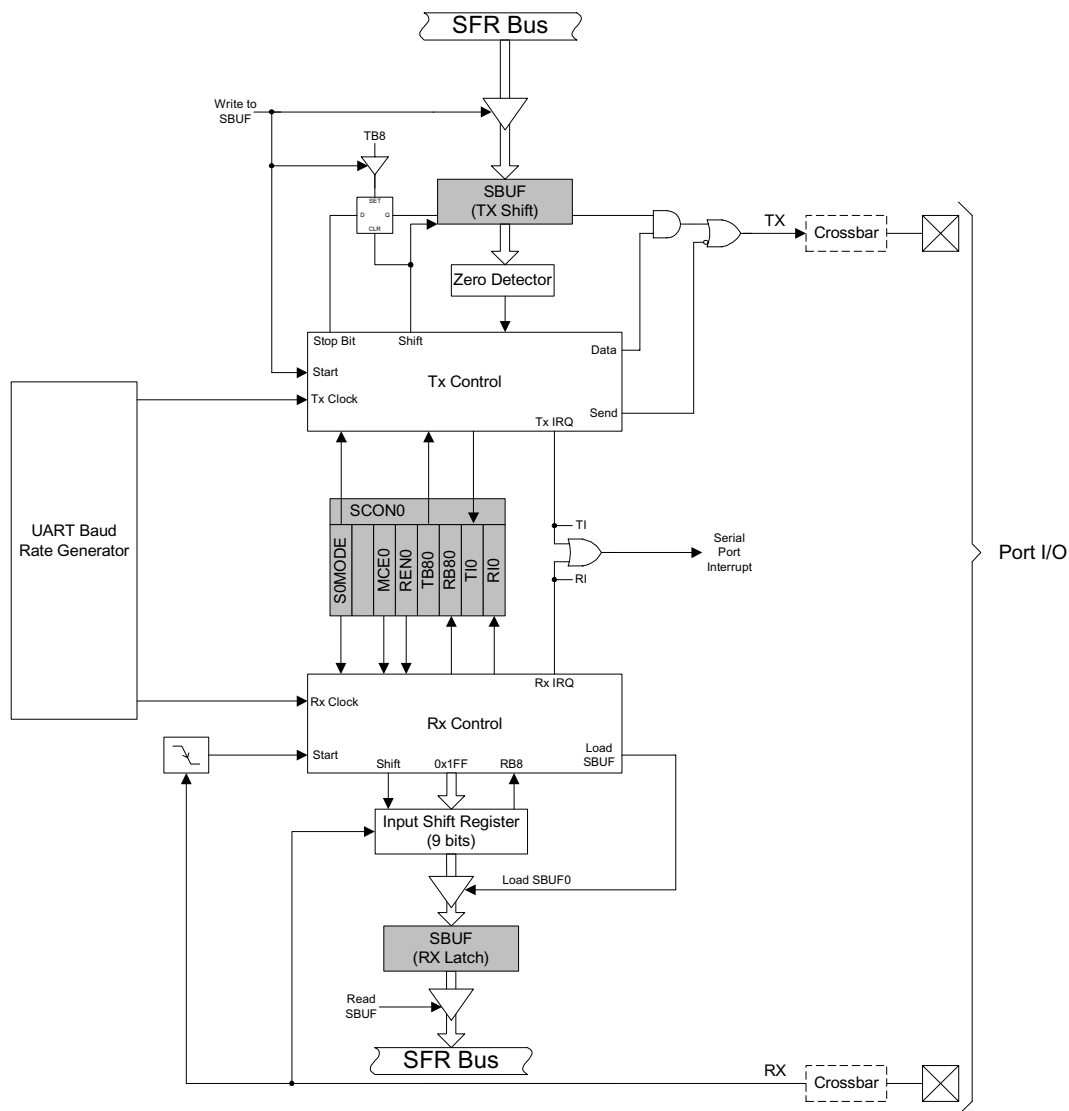 SFR Bus
Write to
SBUF
TB8
SET
D
Q
CLR
SBUF
(TX Shift)
TX
Crossbar
Zero Detector
Stop Bit
Shift
Start
Tx Clock
Tx Control
Data
Send
Tx IRQ
UART Baud
Rate Generator
SCON0
S0MODE
MCE0
REN0
TB80
RB80
TI0
RI0
TI
RI
Serial
Port
Interrupt
Port I/O
Rx IRQ
Rx Clock
Rx Control
Start
Load
SBUF
Shift
0x1FF
RB8
Input Shift Register
(9 bits)
Load SBUF0
SBUF
(RX Latch)
Read
SBUF
SFR Bus
RX
Crossbar